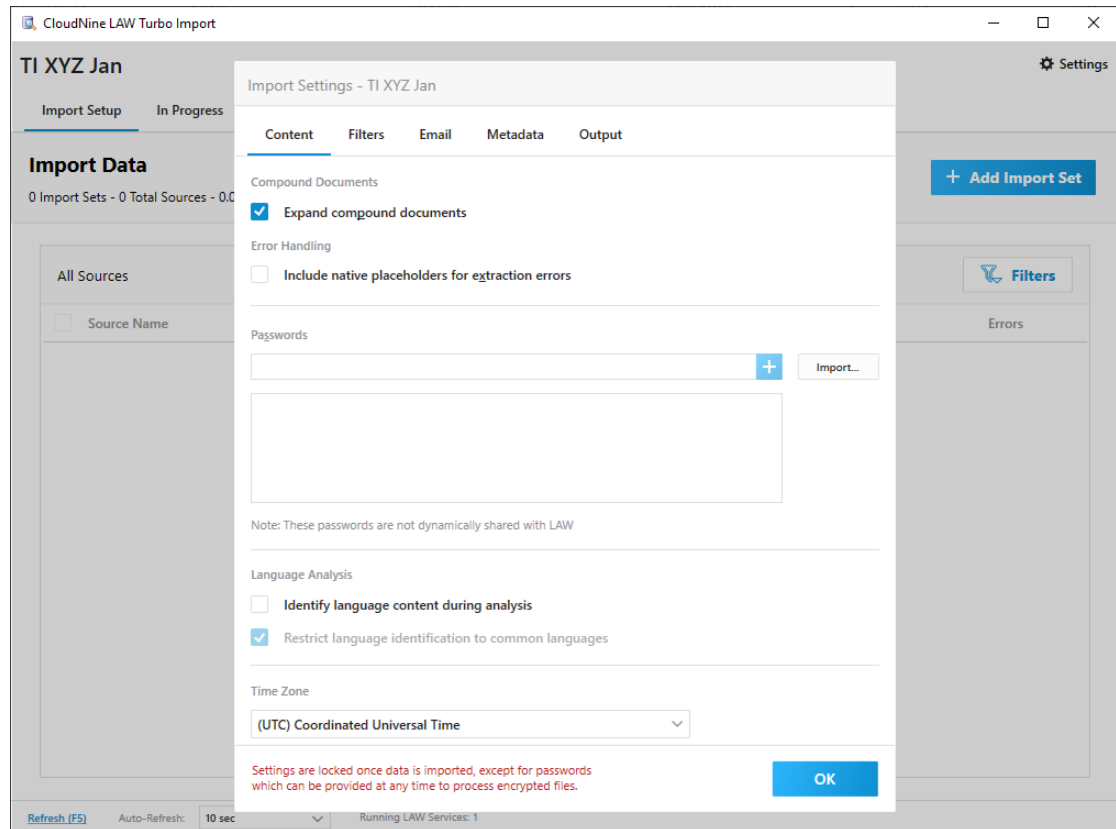 CloudNine LAW Turbo Import
TI XYZ Jan
Settings
Import Setup In Progress
Import Data
0 Import Sets - 0 Total Sources - 0.0
+ Add Import Set
All Sources
Filters
Source Name Errors
Import Settings - TI XYZ Jan
Content Filters Email Metadata Output
Compound Documents
Expand compound documents
Error Handling
Include native placeholders for extraction errors
Passwords
Import...
Note: These passwords are not dynamically shared with LAW
Language Analysis
Identify language content during analysis
Restrict language identification to common languages
Time Zone
(UTC) Coordinated Universal Time
Settings are locked once data is imported, except for passwords
which can be provided at any time to process encrypted files.
OK
Refresh (F5) Auto-Refresh: 10 sec Running LAW Services: 1